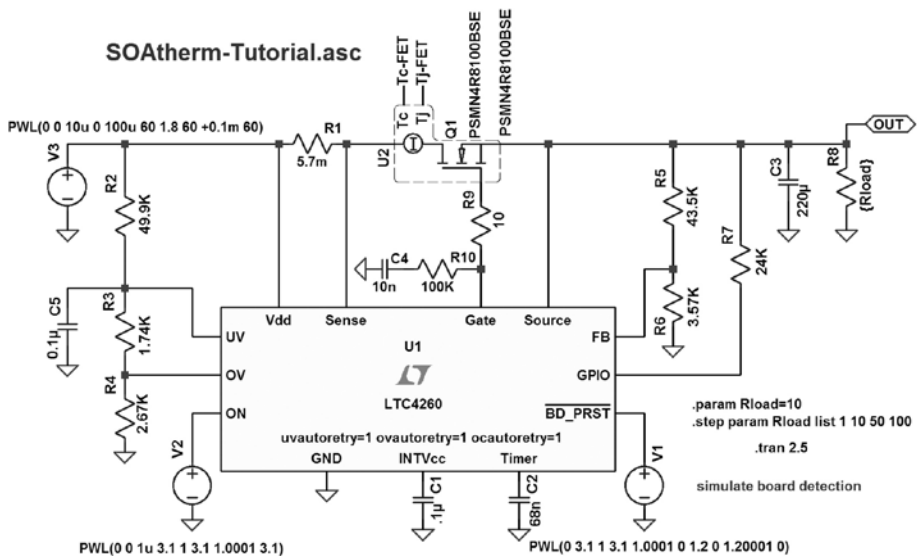 SOAtherm-Tutorial.asc
Tc-FET
Tj-FET
PSMN4R8100BSE
PSMN4R8100BSE
PWL(0 0 10u 0 100u 60 1.8 60 +0.1m 60)
V3
R1
5.7m
U2
Tc
Tj
I
Q1
OUT
R2
49.9K
R9
10
R5
43.5K
R7
24K
C3
220µ
R8
{Rload}
C4
10n
R10
100K
C5
0.1µ
R3
1.74K
R6
3.57K
R4
2.67K
Vdd
Sense
Gate
Source
UV
OV
ON
FB
GPIO
BD_PRST
U1
LTC4260
uvautoretry=1 ovautoretry=1 ocautoretry=1
GND
INTVcc
Timer
V2
C1
.1µ
C2
68n
V1
.param Rload=10
.step param Rload list 1 10 50 100
.tran 2.5
simulate board detection
PWL(0 0 1u 3.1 1 3.1 1.0001 3.1)
PWL(0 3.1 1 3.1 1.0001 0 1.2 0 1.20001 0)